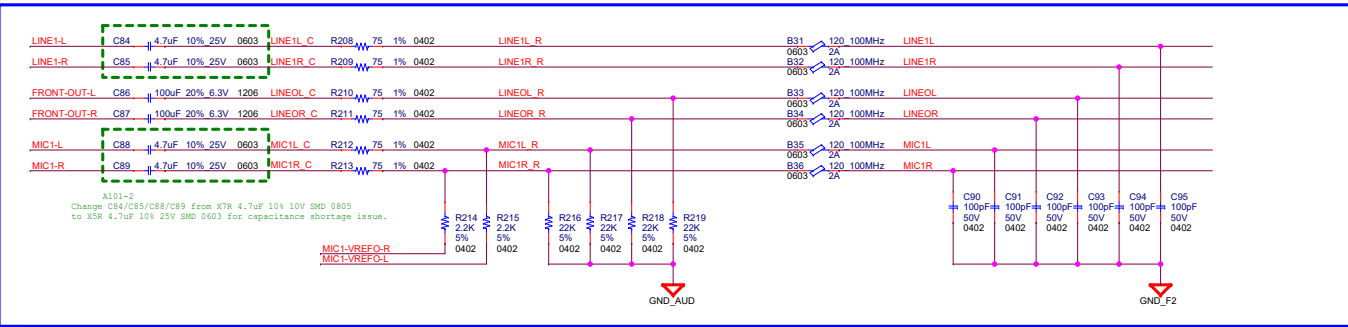 LINE1-L C84 4.7uF 10%_25V 0603 LINE1L_C R208 75 1% 0402 LINE1L_R B31 120_100MHz LINE1L
0603 2A
LINE1-R C85 4.7uF 10%_25V 0603 LINE1R_C R209 75 1% 0402 LINE1R_R B32 120_100MHz LINE1R
0603 2A
FRONT-OUT-L C86 100uF 20%_6.3V 1206 LINEOL_C R210 75 1% 0402 LINEOL_R B33 120_100MHz LINEOL
0603 2A
FRONT-OUT-R C87 100uF 20%_6.3V 1206 LINEOR_C R211 75 1% 0402 LINEOR_R B34 120_100MHz LINEOR
0603 2A
MIC1-L C88 4.7uF 10%_25V 0603 MIC1L_C R212 75 1% 0402 MIC1L_R B35 120_100MHz MIC1L
0603 2A
MIC1-R C89 4.7uF 10%_25V 0603 MIC1R_C R213 75 1% 0402 MIC1R_R B36 120_100MHz MIC1R
0603 2A
A101-2
Change C84/C85/C88/C89 from X7R 4.7uF 10% 10V SMD 0805
to X5R 4.7uF 10% 25V SMD 0603 for capacitance shortage issue.
C90 C91 C92 C93 C94 C95
100pF 100pF 100pF 100pF 100pF 100pF
50V 50V 50V 50V 50V 50V
0402 0402 0402 0402 0402 0402
R214 R215 R216 R217 R218 R219
2.2K 2.2K 22K 22K 22K 22K
5% 5% 5% 5% 5% 5%
0402 0402 0402 0402 0402 0402
MIC1-VREFO-R
MIC1-VREFO-L
GND_AUD GND_F2